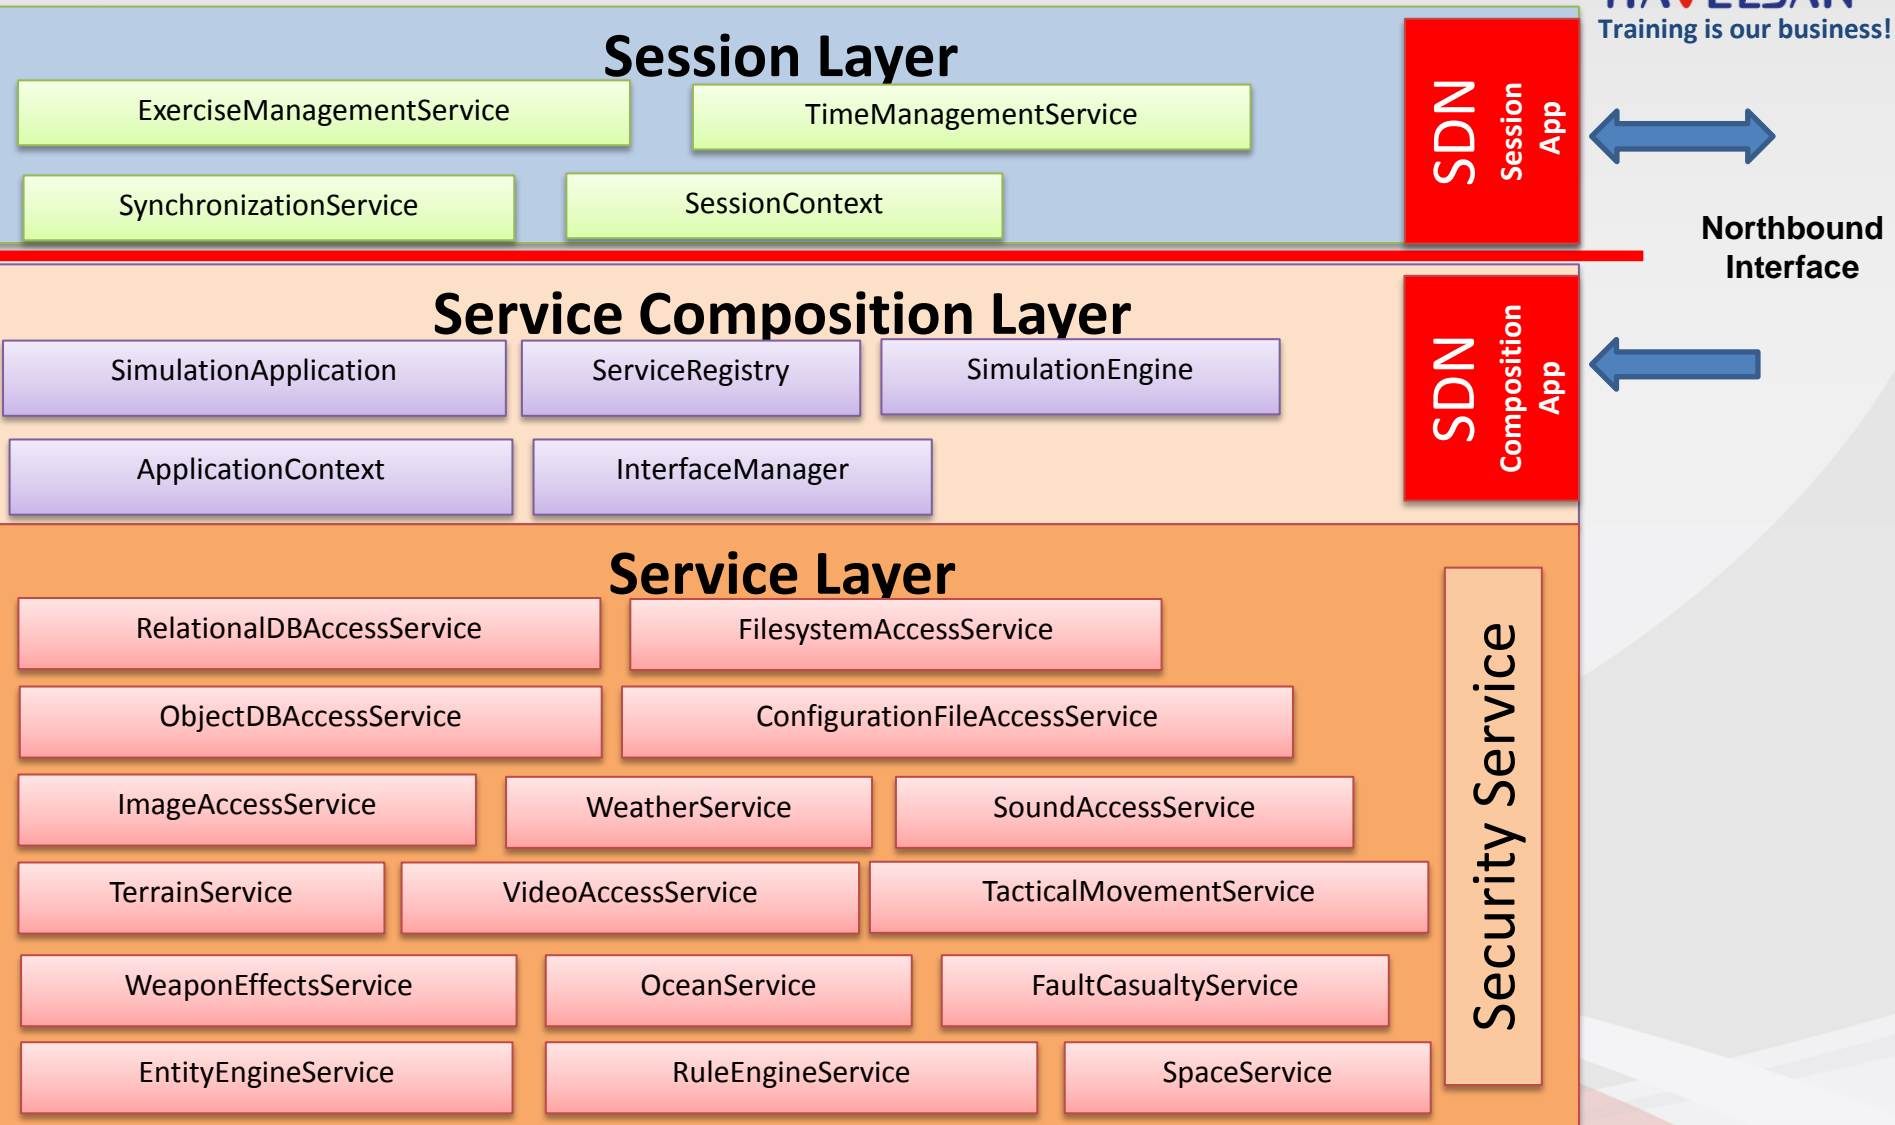 HAVELSAN
Training is our business!
Session Layer
ExerciseManagementService
TimeManagementService
SynchronizationService
SessionContext
SDN
Session
App
Northbound
Interface
Service Composition Layer
SimulationApplication
ServiceRegistry
SimulationEngine
ApplicationContext
InterfaceManager
SDN
Composition
App
Service Layer
RelationalDBAccessService
FilesystemAccessService
ObjectDBAccessService
ConfigurationFileAccessService
ImageAccessService
WeatherService
SoundAccessService
TerrainService
VideoAccessService
TacticalMovementService
WeaponEffectsService
OceanService
FaultCasualtyService
EntityEngineService
RuleEngineService
SpaceService
Security Service